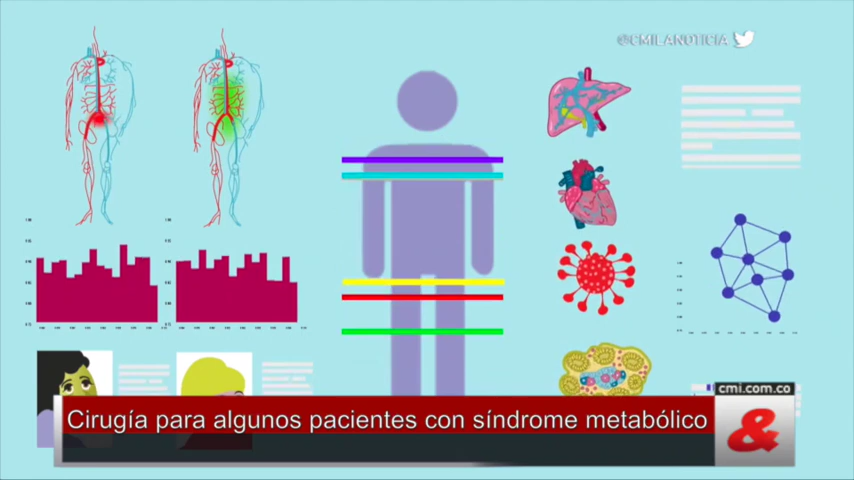 @CMILANOTICIA
cmi.com.co
Cirugía para algunos pacientes con síndrome metabólico
&